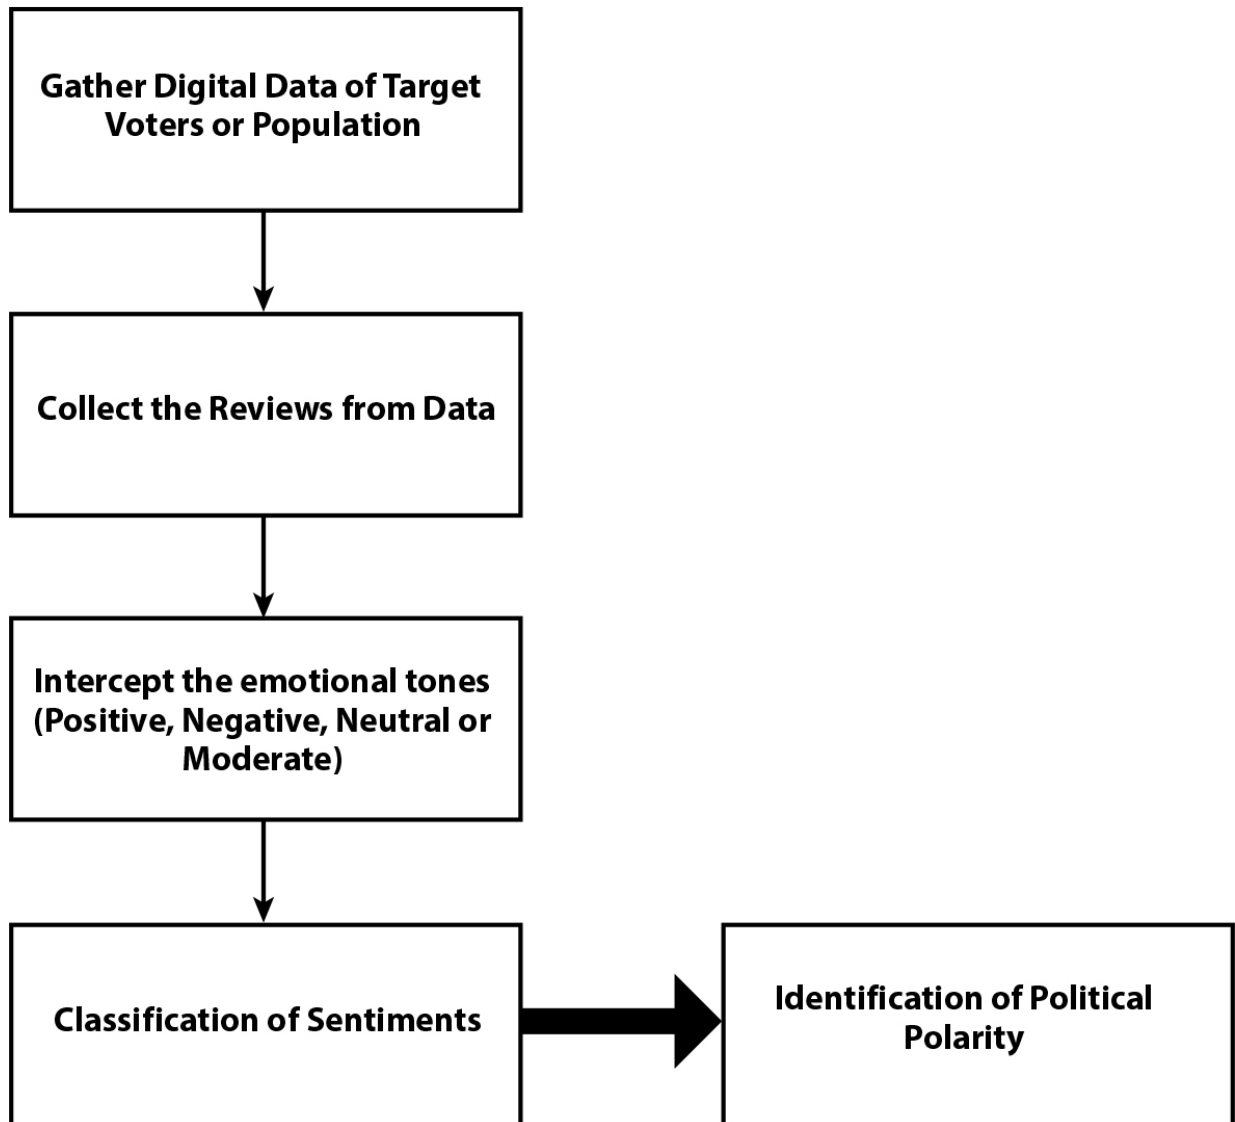 Gather Digital Data of Target
Voters or Population
Collect the Reviews from Data
Intercept the emotional tones
(Positive, Negative, Neutral or
Moderate)
Classification of Sentiments
Identification of Political
Polarity